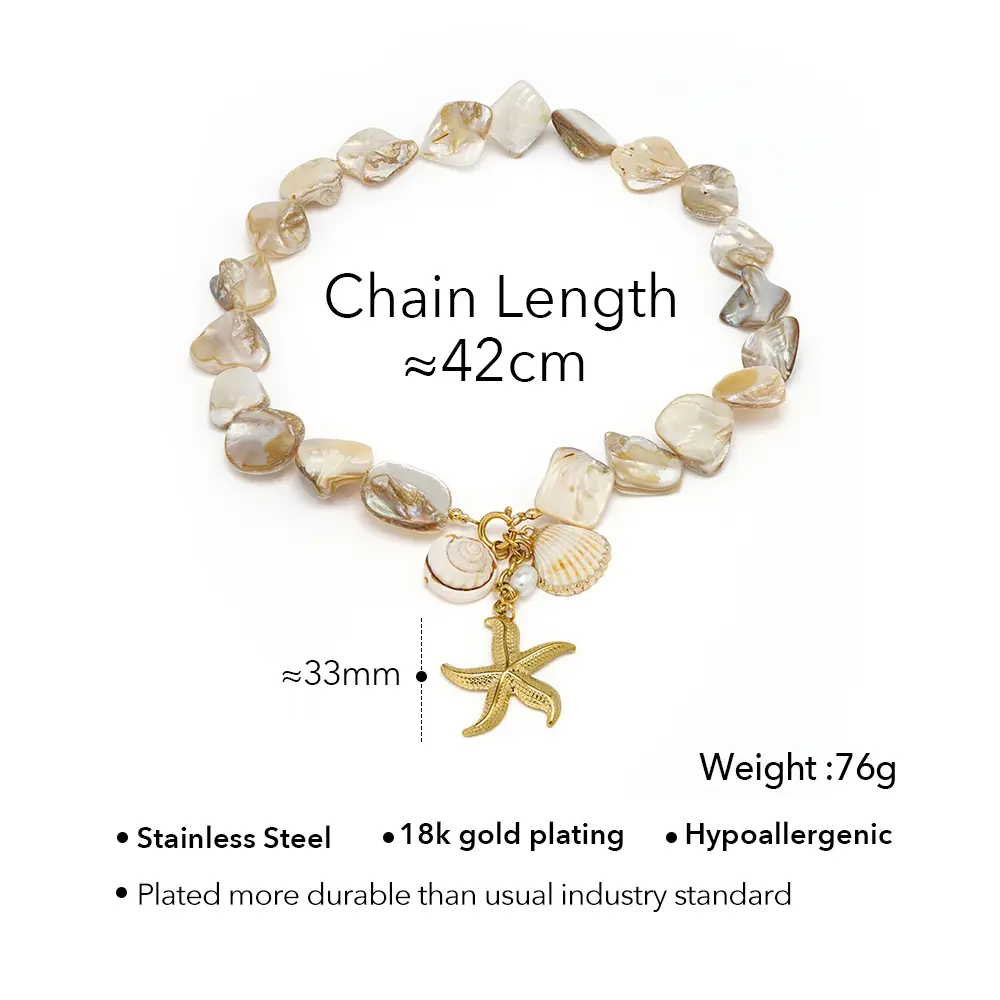 Chain Length
≈42cm
≈33mm
Weight :76g
• Stainless Steel •18k gold plating •Hypoallergenic
• Plated more durable than usual industry standard